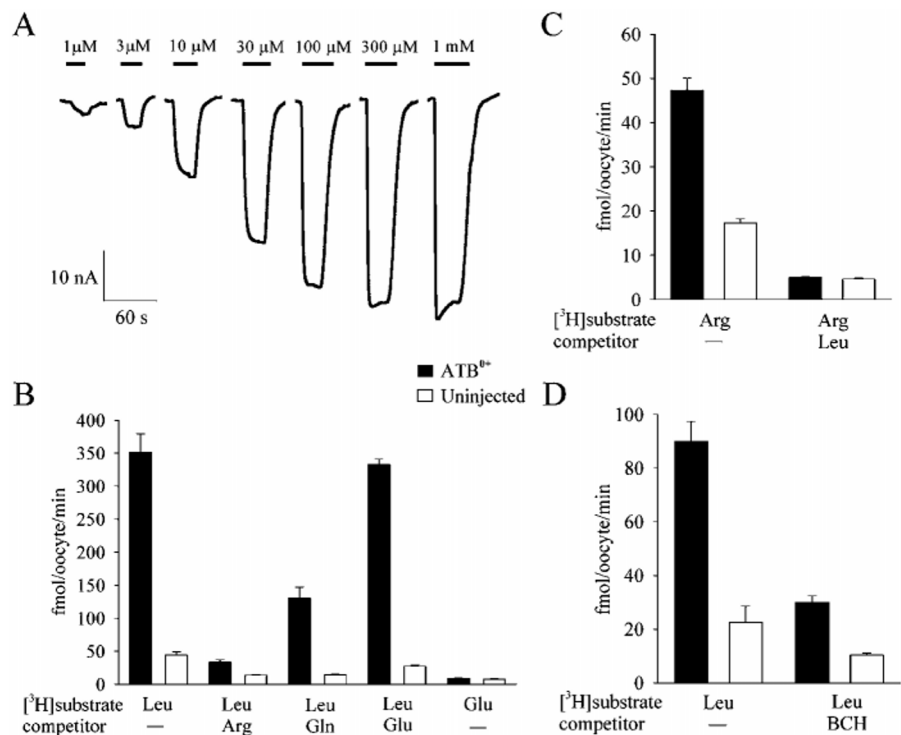 A
1μM 3μM 10 μM 30 μM 100 μM 300 μM 1 mM
10 nA
60 s
C
fmol/oocyte/min
60
50
40
30
20
10
0
[³H]substrate Arg Arg
competitor — Leu
ATB⁰⁺
Uninjected
B
fmol/oocyte/min
400
350
300
250
200
150
100
50
0
[³H]substrate Leu Leu Leu Leu Glu
competitor — Arg Gln Glu —
D
fmol/oocyte/min
100
80
60
40
20
0
[³H]substrate Leu Leu
competitor — BCH